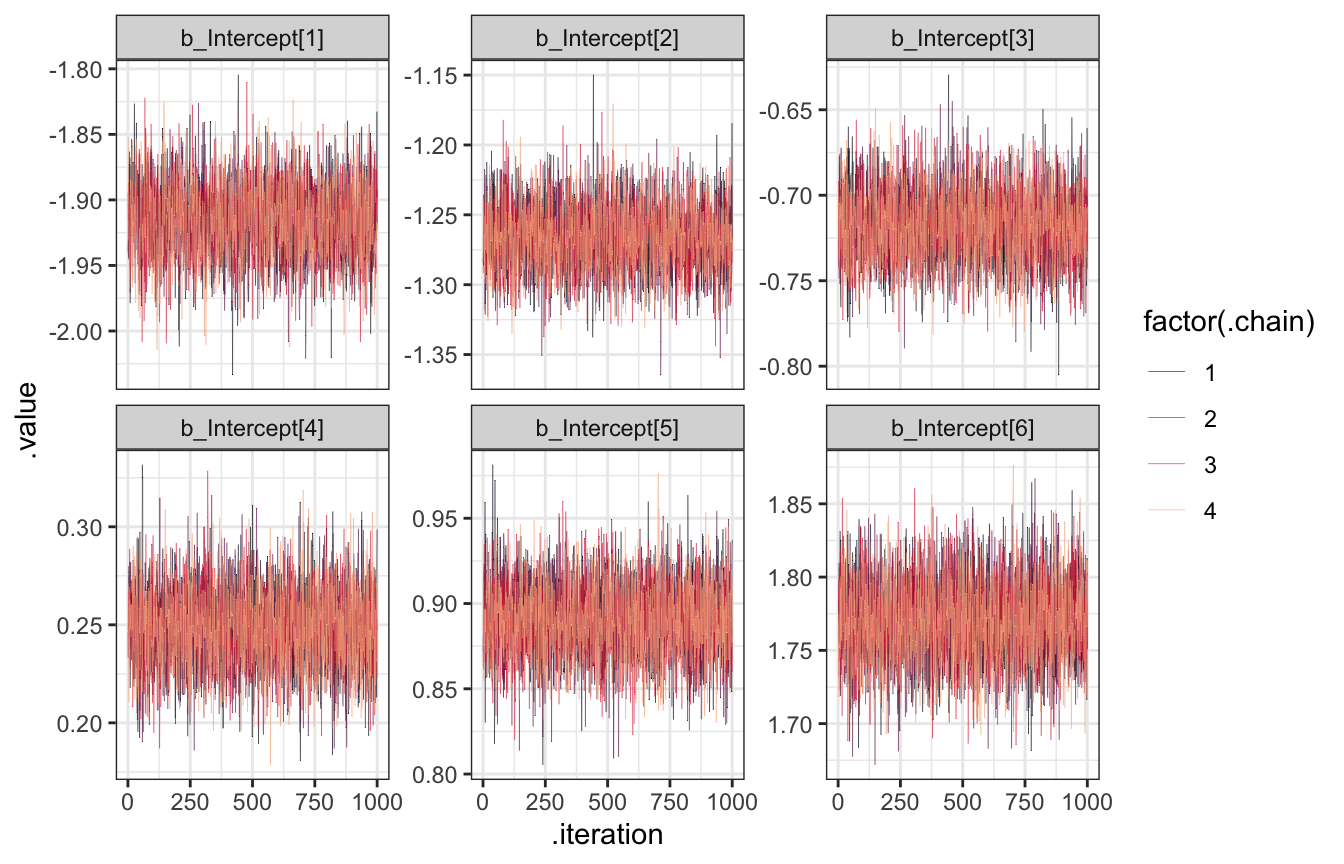 b_Intercept[1]
b_Intercept[2]
b_Intercept[3]
-1.80
-1.85
-1.90
-1.95
-2.00
-1.15
-1.20
-1.25
-1.30
-1.35
-0.65
-0.70
-0.75
-0.80
.value
b_Intercept[4]
b_Intercept[5]
b_Intercept[6]
0.30
0.25
0.20
0.95
0.90
0.85
0.80
1.85
1.80
1.75
1.70
0 250 500 750 1000
0 250 500 750 1000
0 250 500 750 1000
.iteration
factor(.chain)
1
2
3
4